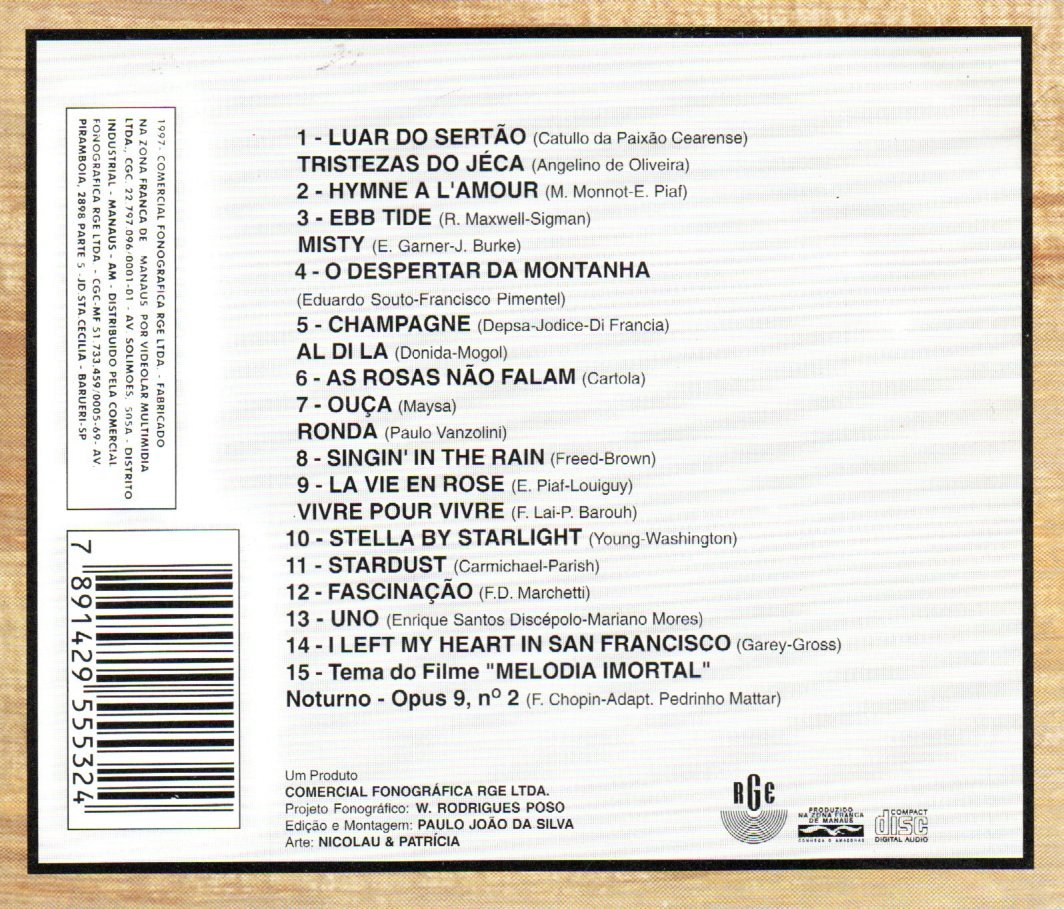 1 - LUAR DO SERTÃO (Catullo da Paixão Cearense)
TRISTEZAS DO JÉCA (Angelino de Oliveira)
2 - HYMNE A L'AMOUR (M. Monnot-E. Piaf)
3 - EBB TIDE (R. Maxwell-Sigman)
MISTY (E. Garner-J. Burke)
4 - O DESPERTAR DA MONTANHA
(Eduardo Souto-Francisco Pimentel)
5 - CHAMPAGNE (Depsa-Jodice-Di Francia)
AL DI LA (Donida-Mogol)
6 - AS ROSAS NÃO FALAM (Cartola)
7 - OUÇA (Maysa)
RONDA (Paulo Vanzolini)
8 - SINGIN' IN THE RAIN (Freed-Brown)
9 - LA VIE EN ROSE (E. Piaf-Louiguy)
VIVRE POUR VIVRE (F. Lai-P. Barouh)
10 - STELLA BY STARLIGHT (Young-Washington)
11 - STARDUST (Carmichael-Parish)
12 - FASCINAÇÃO (F.D. Marchetti)
13 - UNO (Enrique Santos Discépolo-Mariano Mores)
14 - I LEFT MY HEART IN SAN FRANCISCO (Garey-Gross)
15 - Tema do Filme "MELODIA IMORTAL"
Noturno - Opus 9, nº 2 (F. Chopin-Adapt. Pedrinho Mattar)
1997- COMERCIAL FONOGRAFICA RGE LTDA. - FABRICADO
NA ZONA FRANCA DE MANAUS POR VIDEOLAR MULTIMIDIA
LTDA., CGC. 22.797.096/0001-01 - AV SOLIMOES, 505A - DISTRITO
INDUSTRIAL - MANAUS - AM - DISTRIBUIDO PELA COMERCIAL
FONOGRAFICA RGE LTDA. - CGC-MF 51.733.459/0005-69- AV.
PIRAMBOIA, 2898 PARTE 5 - JD.STA.CECILIA - BARUERI-SP
7 891429 555324
Um Produto
COMERCIAL FONOGRÁFICA RGE LTDA.
Projeto Fonográfico: W. RODRIGUES POSO
Edição e Montagem: PAULO JOÃO DA SILVA
Arte: NICOLAU & PATRÍCIA
RGE
PRODUZIDO
NA ZONA FRANCA
DE MANAUS
CONHEÇA O AMAZONAS
COMPACT
disc
DIGITAL AUDIO